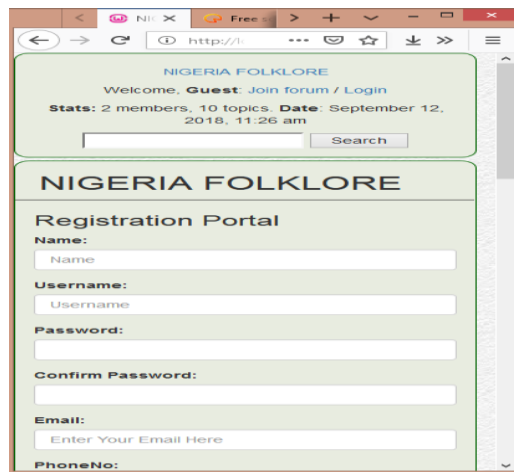 NI
Free
http://l
NIGERIA FOLKLORE
Welcome, Guest: Join forum / Login
Stats: 2 members, 10 topics. Date: September 12,
2018, 11:26 am
Search
NIGERIA FOLKLORE
Registration Portal
Name:
Name
Username:
Username
Password:
Confirm Password:
Email:
Enter Your Email Here
PhoneNo: